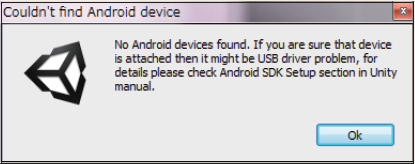 Couldn't find Android device
No Android devices found. If you are sure that device
is attached then it might be USB driver problem, for
details please check Android SDK Setup section in Unity
manual.
Ok